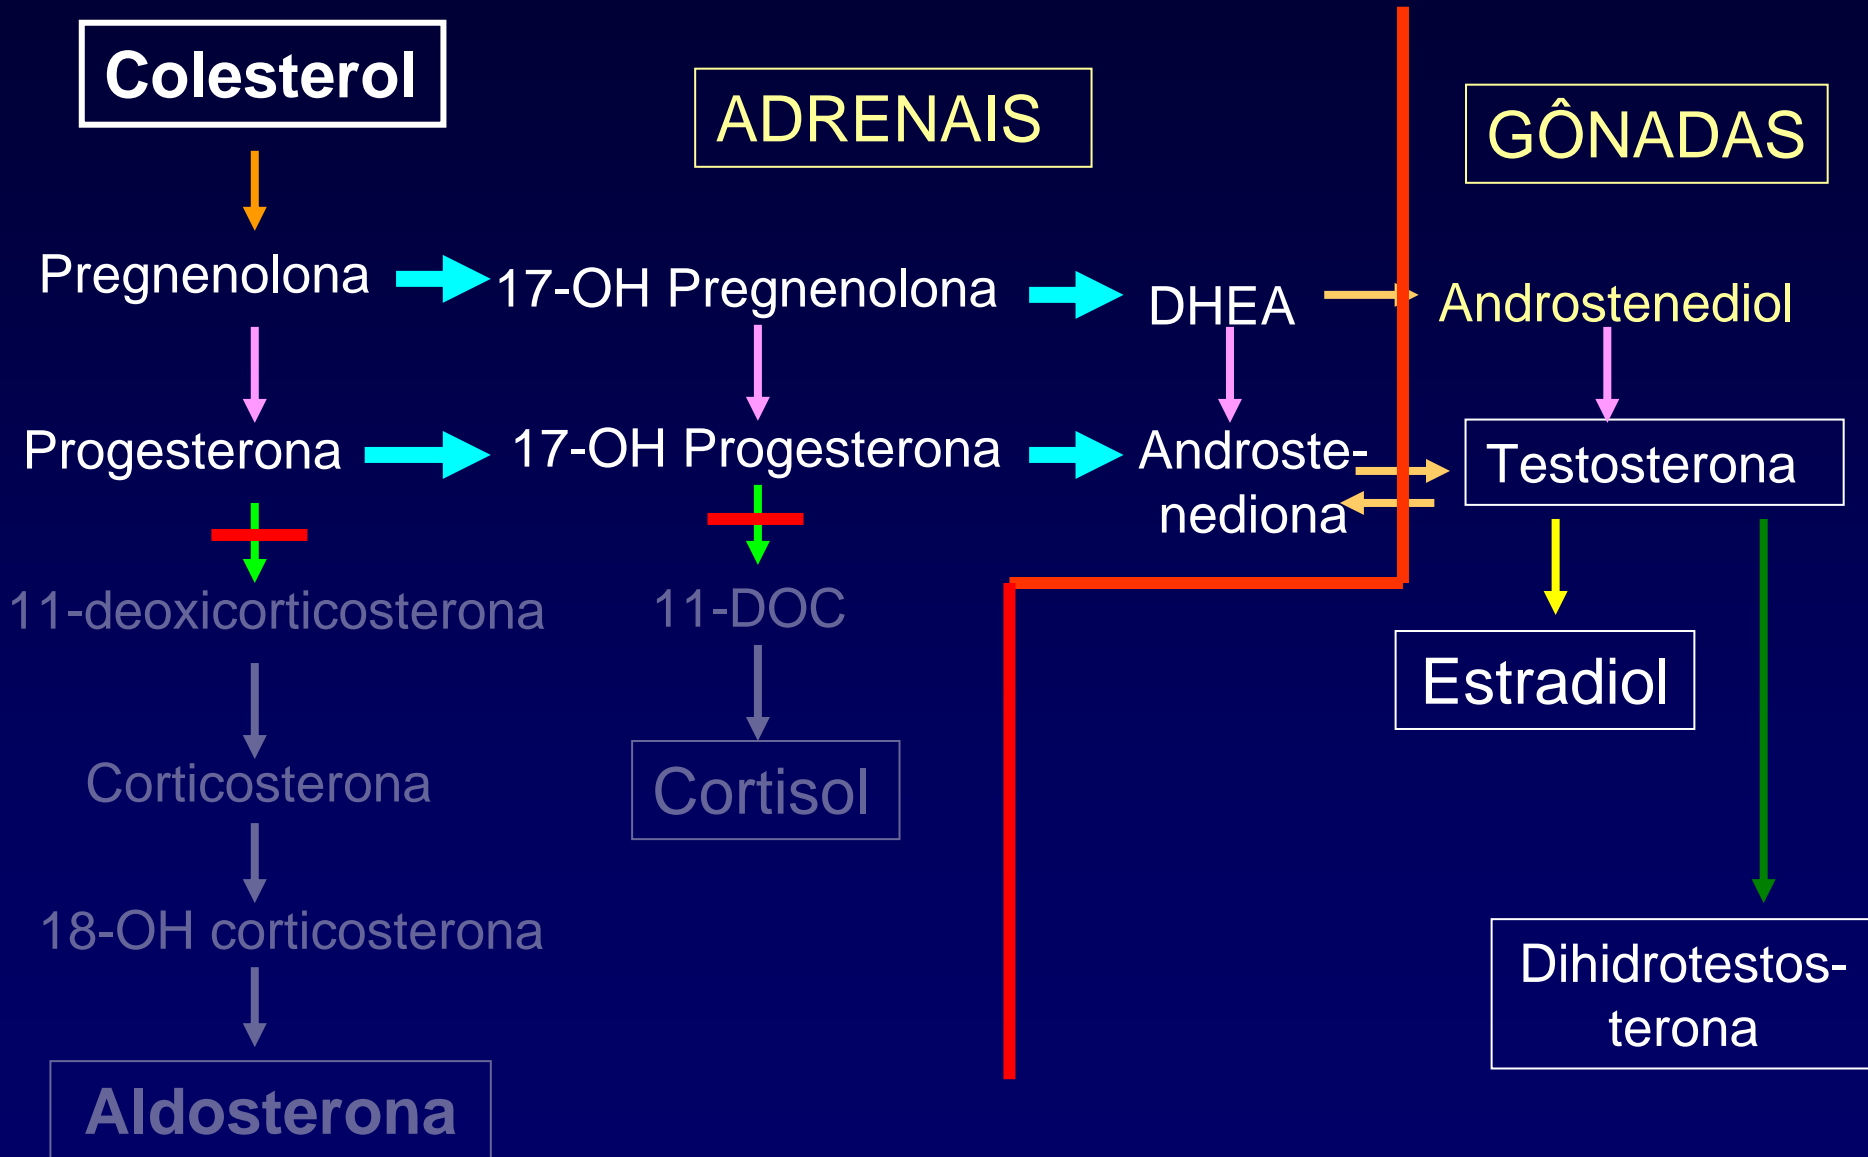 Colesterol
ADRENAIS
GÔNADAS
Pregnenolona
17-OH Pregnenolona
DHEA
Androstenediol
Progesterona
17-OH Progesterona
Androste-
nediona
Testosterona
11-deoxicorticosterona
11-DOC
Estradiol
Corticosterona
Cortisol
18-OH corticosterona
Dihidrotestos-
terona
Aldosterona